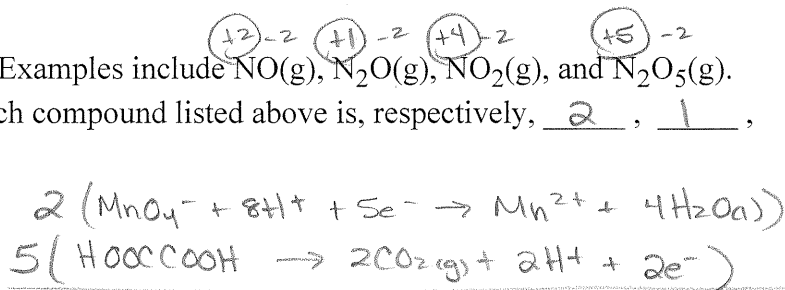 +2 -2 +1 -2 +4 -2 +5 -2
Examples include NO(g), N₂O(g), NO₂(g), and N₂O₅(g).
ch compound listed above is, respectively, 2 , 1 ,
2 (MnO₄⁻ + 8H⁺ + 5e⁻ → Mn²⁺ + 4H₂O(l))
5( HOOCCOOH → 2CO₂(g) + 2H⁺ + 2e⁻ )